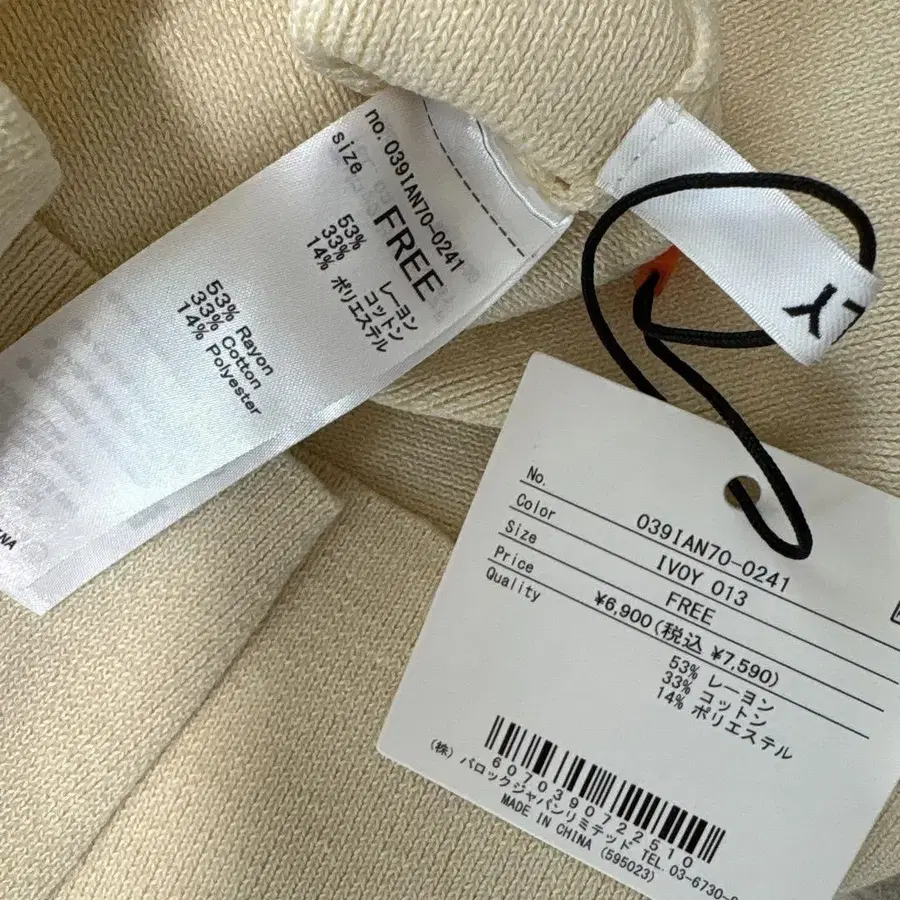 no. 039IAN70-0241
size
FREE
53% レーヨン
33% コットン
14% ポリエステル
53% Rayon
33% Cotton
14% Polyester
No. 039IAN70-0241
Color IVOY 013
Size FREE
Price ¥6,900(税込 ¥7,590)
Quality 53% レーヨン
33% コットン
14% ポリエステル
6070390722510
(株)バロックジャパンリミテッド TEL. 03-6730-
MADE IN CHINA (595023)